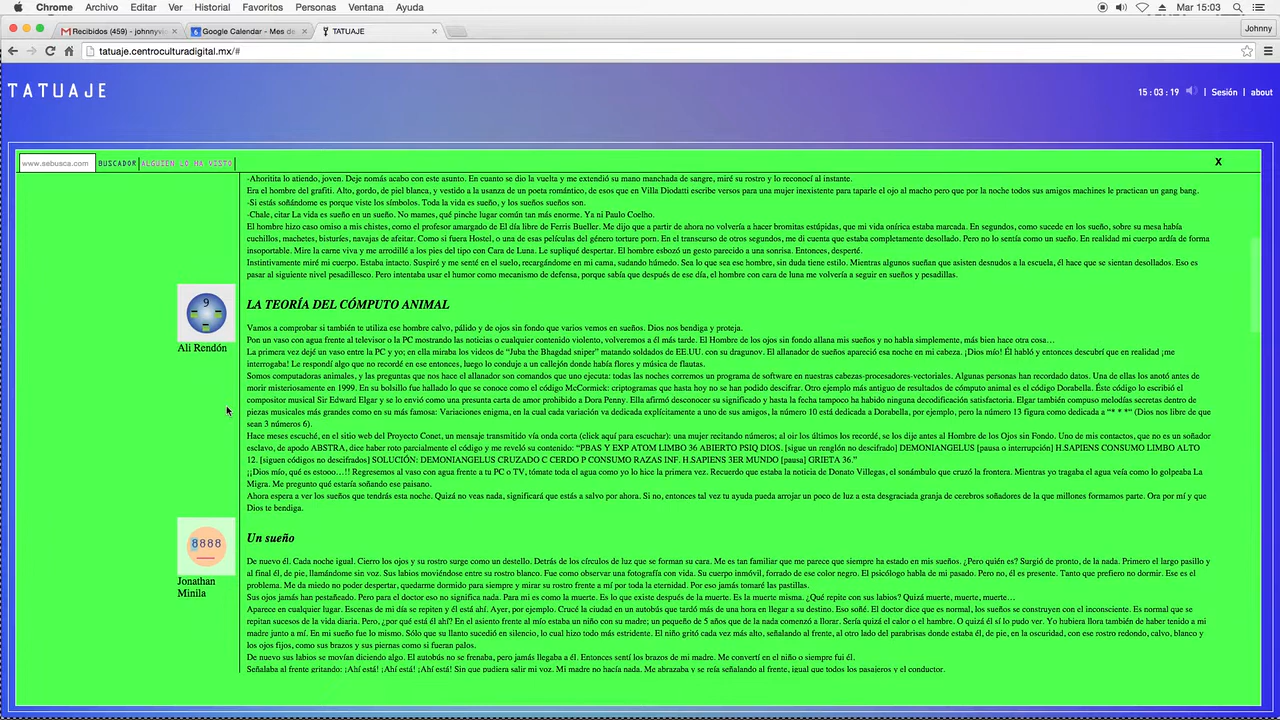 Chrome Archivo Editar Ver Historial Favoritos Personas Ventana Ayuda Mar 15:03
Recibidos (459) - johnnyvi Google Calendar - Mes de TATUAJE Johnny
tatuaje.centroculturadigital.mx/#
TATUAJE 15 : 03 : 19 | Sesión | about
www.sebusca.com BUSCADOR ALGUIEN LO HA VISTO X
-Ahoritita lo atiendo, joven. Deje nomás acabo con este asunto. En cuanto se dio la vuelta y me extendió su mano manchada de sangre, miré su rostro y lo reconocí al instante.
Era el hombre del grafiti. Alto, gordo, de piel blanca, y vestido a la usanza de un poeta romántico, de esos que en Villa Diodatti escribe versos para una mujer inexistente para taparle el ojo al macho pero que por la noche todos sus amigos machines le practican un gang bang.
-Si estás soñándome es porque viste los símbolos. Toda la vida es sueño, y los sueños sueños son.
-Chale, citar La vida es sueño en un sueño. No mames, qué pinche lugar común tan más enorme. Ya ni Paulo Coelho.
El hombre hizo caso omiso a mis chistes, como el profesor amargado de El día libre de Ferris Bueller. Me dijo que a partir de ahora no volvería a hacer bromitas estúpidas, que mi vida onírica estaba marcada. En segundos, como sucede en los sueño, sobre su mesa había
cuchillos, machetes, bisturíes, navajas de afeitar. Como si fuera Hostel, o una de esas películas del género torture porn. En el transcurso de otros segundos, me di cuenta que estaba completamente desollado. Pero no lo sentía como un sueño. En realidad mi cuerpo ardía de forma
insoportable. Mire la carne viva y me arrodillé a los pies del tipo con Cara de Luna. Le supliqué despertar. El hombre esbozó un gesto parecido a una sonrisa. Entonces, desperté.
Instintivamente miré mi cuerpo. Estaba intacto. Suspiré y me senté en el suelo, recargándome en mi cama, sudando húmedo. Sea lo que sea ese hombre, sin duda tiene estilo. Mientras algunos sueñan que asisten desnudos a la escuela, él hace que se sientan desollados. Eso es
pasar al siguiente nivel pesadillesco. Pero intentaba usar el humor como mecanismo de defensa, porque sabía que después de ese día, el hombre con cara de luna me volvería a seguir en sueños y pesadillas.
9
Ali Rendón
LA TEORÍA DEL CÓMPUTO ANIMAL
Vamos a comprobar si también te utiliza ese hombre calvo, pálido y de ojos sin fondo que varios vemos en sueños. Dios nos bendiga y proteja.
Pon un vaso con agua frente al televisor o la PC mostrando las noticias o cualquier contenido violento, volveremos a él más tarde. El Hombre de los ojos sin fondo allana mis sueños y no habla simplemente, más bien hace otra cosa…
La primera vez dejé un vaso entre la PC y yo; en ella miraba los videos de “Juba the Bhagdad sniper” matando soldados de EE.UU. con su dragunov. El allanador de sueños apareció esa noche en mi cabeza. ¡Dios mío! Él habló y entonces descubrí que en realidad ¡me
interrogaba! Le respondí algo que no recordé en ese entonces, luego lo conduje a un callejón donde había flores y música de flautas.
Somos computadoras animales, y las preguntas que nos hace el allanador son comandos que uno ejecuta: todas las noches corremos un programa de software en nuestras cabezas-procesadores-vectoriales. Algunas personas han recordado datos. Una de ellas los anotó antes de
morir misteriosamente en 1999. En su bolsillo fue hallado lo que se conoce como el código McCormick: criptogramas que hasta hoy no se han podido descifrar. Otro ejemplo más antiguo de resultados de cómputo animal es el código Dorabella. Éste código lo escribió el
compositor musical Sir Edward Elgar y se lo envió como una presunta carta de amor prohibido a Dora Penny. Ella afirmó desconocer su significado y hasta la fecha tampoco ha habido ninguna decodificación satisfactoria. Elgar también compuso melodías secretas dentro de
piezas musicales más grandes como en su más famosa: Variaciones enigma, en la cual cada variación va dedicada explícitamente a uno de sus amigos, la número 10 está dedicada a Dorabella, por ejemplo, pero la número 13 figura como dedicada a “* * *“ (Dios nos libre de que
sean 3 números 6).
Hace meses escuché, en el sitio web del Proyecto Conet, un mensaje transmitido vía onda corta (click aquí para escuchar): una mujer recitando números; al oír los últimos los recordé, se los dije antes al Hombre de los Ojos sin Fondo. Uno de mis contactos, que no es un soñador
esclavo, de apodo ABSTRA, dice haber roto parcialmente el código y me reveló su contenido: “PBAS Y EXP ATOM LIMBO 36 ABIERTO PSIQ DIOS. [sigue un renglón no descifrado] DEMONIANGELUS [pausa o interrupción] H.SAPIENS CONSUMO LIMBO ALTO
12. [siguen códigos no descifrados] SOLUCIÓN: DEMONIANGELUS CRUZADO C CERDO P CONSUMO RAZAS INF. H.SAPIENS 3ER MUNDO [pausa] GRIETA 36.”
¡¡Dios mío, qué es estooo…!! Regresemos al vaso con agua frente a tu PC o TV, tómate toda el agua como yo lo hice la primera vez. Recuerdo que estaba la noticia de Donato Villegas, el sonámbulo que cruzó la frontera. Mientras yo tragaba el agua veía como lo golpeaba La
Migra. Me pregunto qué estaría soñando ese paisano.
Ahora espera a ver los sueños que tendrás esta noche. Quizá no veas nada, significará que estás a salvo por ahora. Si no, entonces tal vez tu ayuda pueda arrojar un poco de luz a esta desgraciada granja de cerebros soñadores de la que millones formamos parte. Ora por mí y que
Dios te bendiga.
8888
Jonathan
Minila
Un sueño
De nuevo él. Cada noche igual. Cierro los ojos y su rostro surge como un destello. Detrás de los círculos de luz que se forman su cara. Me es tan familiar que me parece que siempre ha estado en mis sueños. ¿Pero quién es? Surgió de pronto, de la nada. Primero el largo pasillo y
al final él, de pie, llamándome sin voz. Sus labios moviéndose entre su rostro blanco. Fue como observar una fotografía con vida. Su cuerpo inmóvil, forrado de ese color negro. El psicólogo habla de mi pasado. Pero no, él es presente. Tanto que prefiero no dormir. Ese es el
problema. Me da miedo no poder despertar, quedarme dormido para siempre y mirar su rostro frente a mí por toda la eternidad. Por eso jamás tomaré las pastillas.
Sus ojos jamás han pestañeado. Pero para el doctor eso no significa nada. Para mi es como la muerte. Es lo que existe después de la muerte. Es la muerte misma. ¿Qué repite con sus labios? Quizá muerte, muerte, muerte…
Aparece en cualquier lugar. Escenas de mi día se repiten y él está ahí. Ayer, por ejemplo. Crucé la ciudad en un autobús que tardó más de una hora en llegar a su destino. Eso soñé. El doctor dice que es normal, los sueños se construyen con el inconsciente. Es normal que se
repitan sucesos de la vida diaria. Pero, ¿por qué está él ahí? En el asiento frente al mío estaba un niño con su madre; un pequeño de 5 años que de la nada comenzó a llorar. Sería quizá el calor o el hambre. O quizá él sí lo pudo ver. Yo hubiera llora también de haber tenido a mi
madre junto a mí. En mi sueño fue lo mismo. Sólo que su llanto sucedió en silencio, lo cual hizo todo más estridente. El niño gritó cada vez más alto, señalando al frente, al otro lado del parabrisas donde estaba él, de pie, en la oscuridad, con ese rostro redondo, calvo, blanco y
los ojos fijos, como sus brazos y sus piernas como si fueran palos.
De nuevo sus labios se movían diciendo algo. El autobús no se frenaba, pero jamás llegaba a él. Entonces sentí los brazos de mi madre. Me convertí en el niño o siempre fui él.
Señalaba al frente gritando: ¡Ahí está! ¡Ahí está! ¡Ahí está! Sin que pudiera salir mi voz. Mi madre no hacía nada. Me abrazaba y se reía señalando al frente, igual que todos los pasajeros y el conductor.